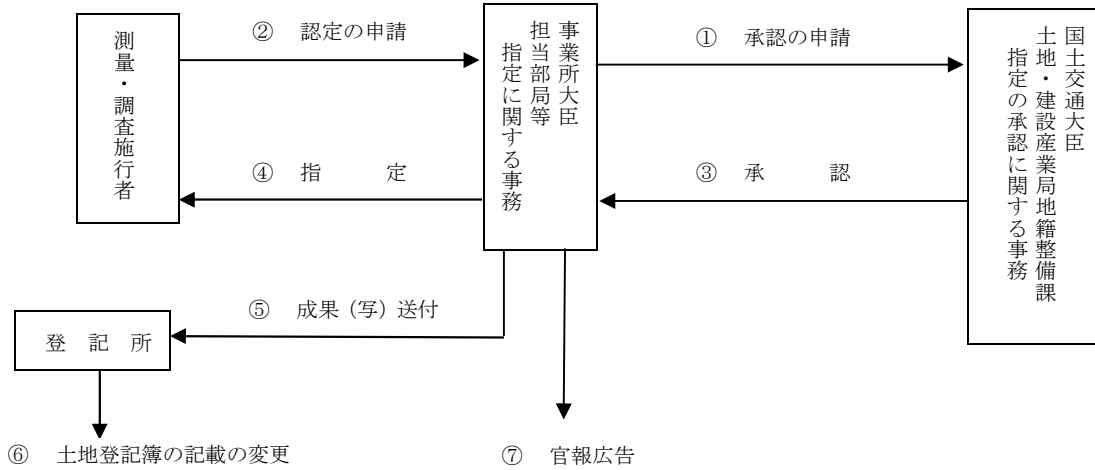 測量・調査施行者
② 認定の申請
④ 指 定
事業所大臣
担当部局等
指定に関する事務
① 承認の申請
③ 承 認
国土交通大臣
土地・建設産業局地籍整備課
指定の承認に関する事務
⑤ 成果（写）送付
登 記 所
⑥ 土地登記簿の記載の変更
⑦ 官報広告